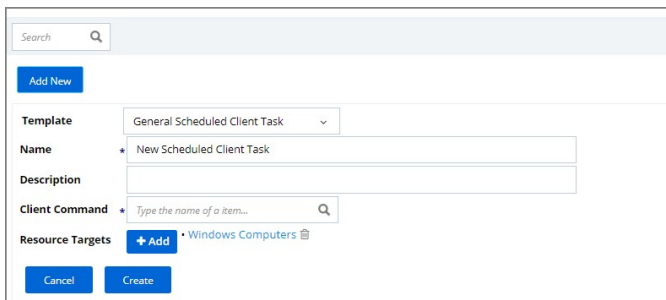 Search
Add New
Template General Scheduled Client Task
Name * New Scheduled Client Task
Description
Client Command * Type the name of a item...
Resource Targets + Add • Windows Computers
Cancel Create